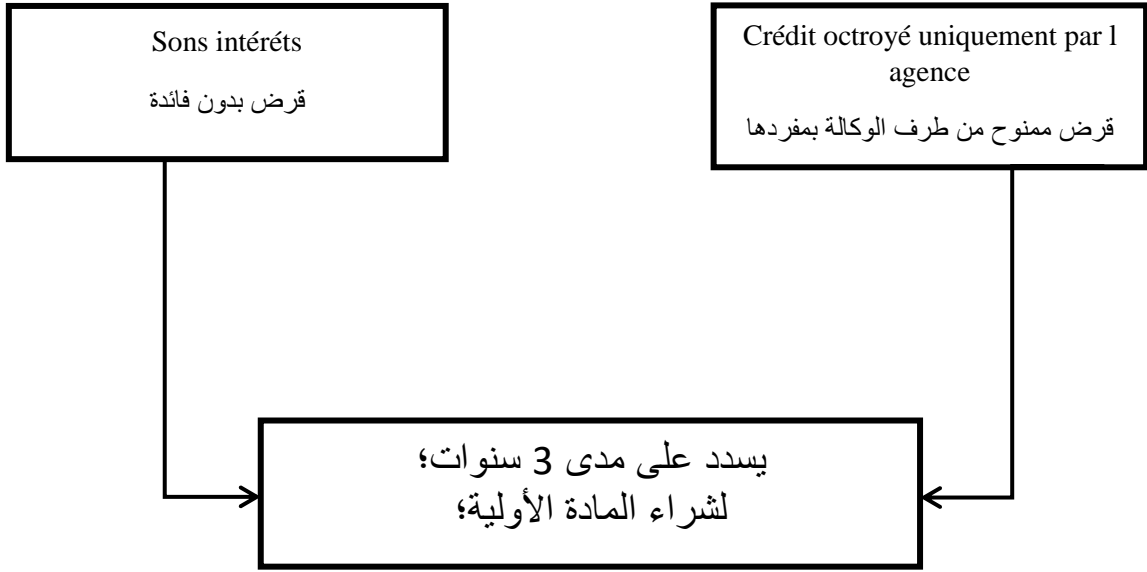 Sons intéréts
قرض بدون فائدة
Crédit octroyé uniquement par l
agence
قرض ممنوح من طرف الوكالة بمفردها
يسدد على مدى 3 سنوات؛
لشراء المادة الأولية؛